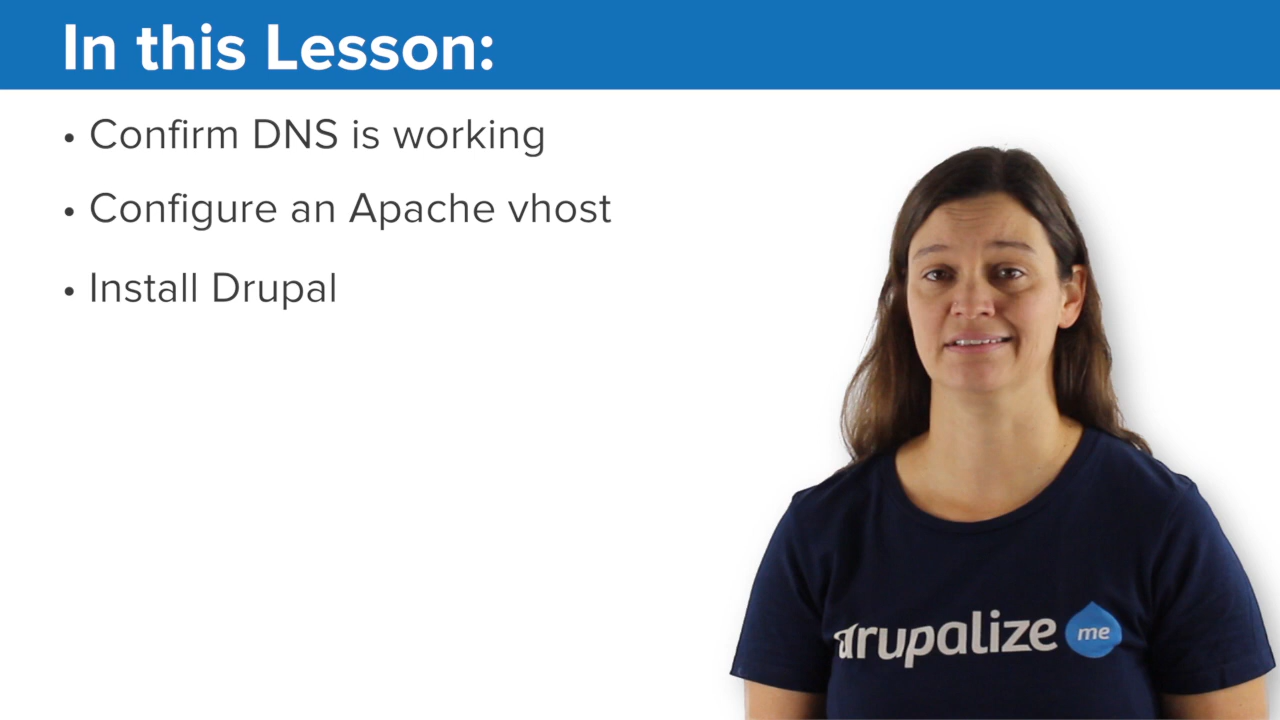 In this Lesson:
• Confirm DNS is working
• Configure an Apache vhost
• Install Drupal
drupalize me